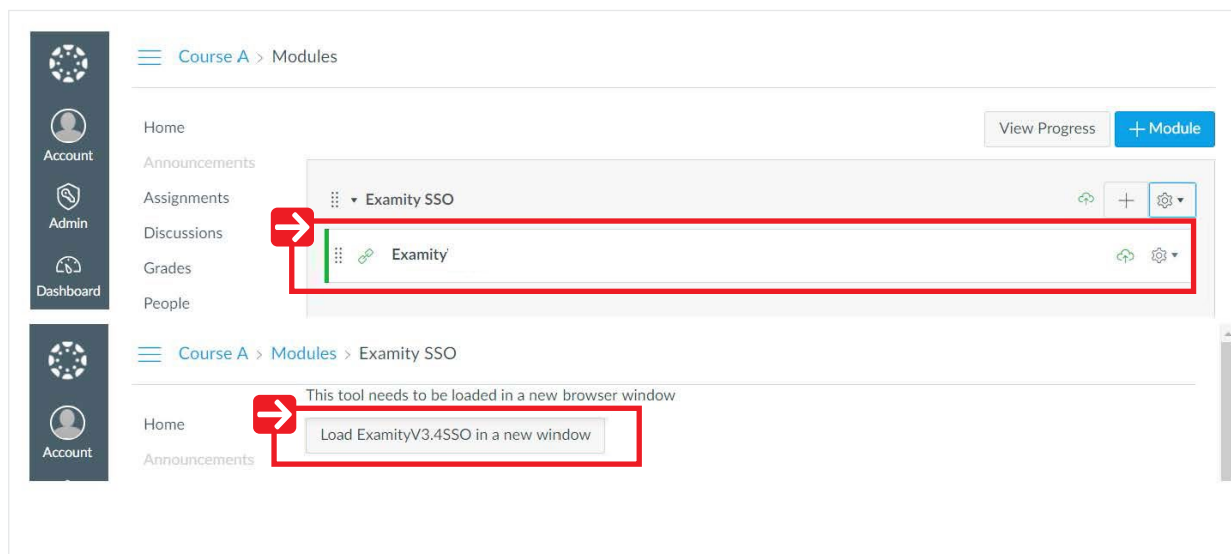 Course A > Modules
Account
Admin
Dashboard
Home
Announcements
Assignments
Discussions
Grades
People
View Progress
+ Module
Examity SSO
Examity'
Course A > Modules > Examity SSO
Account
Home
Announcements
This tool needs to be loaded in a new browser window
Load ExamityV3.4SSO in a new window